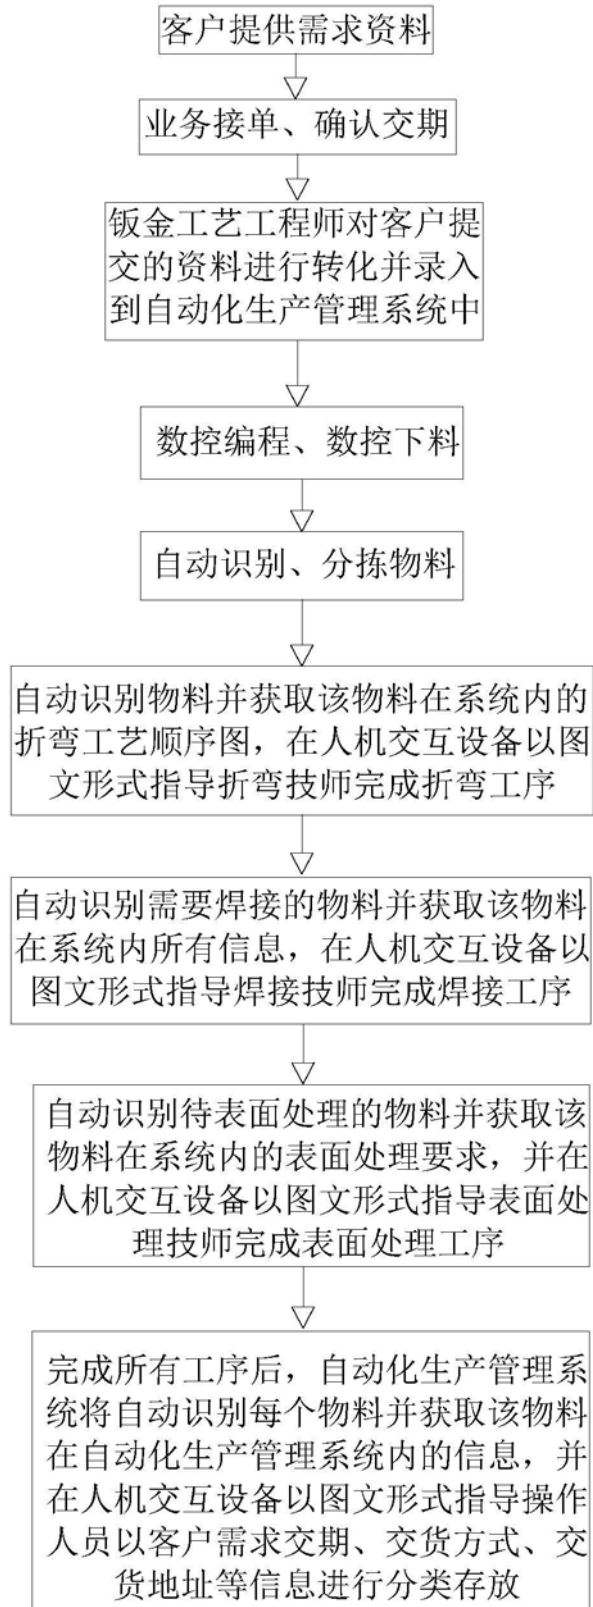 客户提供需求资料
业务接单、确认交期
钣金工艺工程师对客户提
交的资料进行转化并录入
到自动化生产管理系统中
数控编程、数控下料
自动识别、分拣物料
自动识别物料并获取该物料在系统内的
折弯工艺顺序图，在人机交互设备以图
文形式指导折弯技师完成折弯工序
自动识别需要焊接的物料并获取该物料
在系统内所有信息，在人机交互设备以
图文形式指导焊接技师完成焊接工序
自动识别待表面处理的物料并获取该
物料在系统内的表面处理要求，并在
人机交互设备以图文形式指导表面处
理技师完成表面处理工序
完成所有工序后，自动化生产管理系
统将自动识别每个物料并获取该物料
在自动化生产管理系统内的信息，并
在人机交互设备以图文形式指导操作
人员以客户需求交期、交货方式、交
货地址等信息进行分类存放